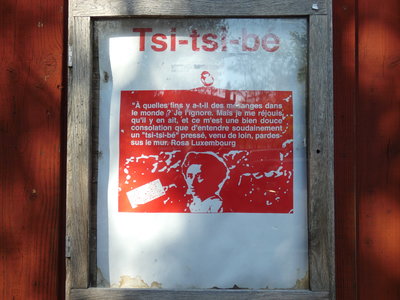 Tsi-tsi-be
"À quelles fins y a-t-il des mésanges dans
le monde ? Je l'ignore. Mais je me réjouis
qu'il y en ait, et ce m'est une bien douce
consolation que d'entendre soudainement
un "tsi-tsi-bé" pressé, venu de loin, pardes-
sus le mur. Rosa Luxembourg